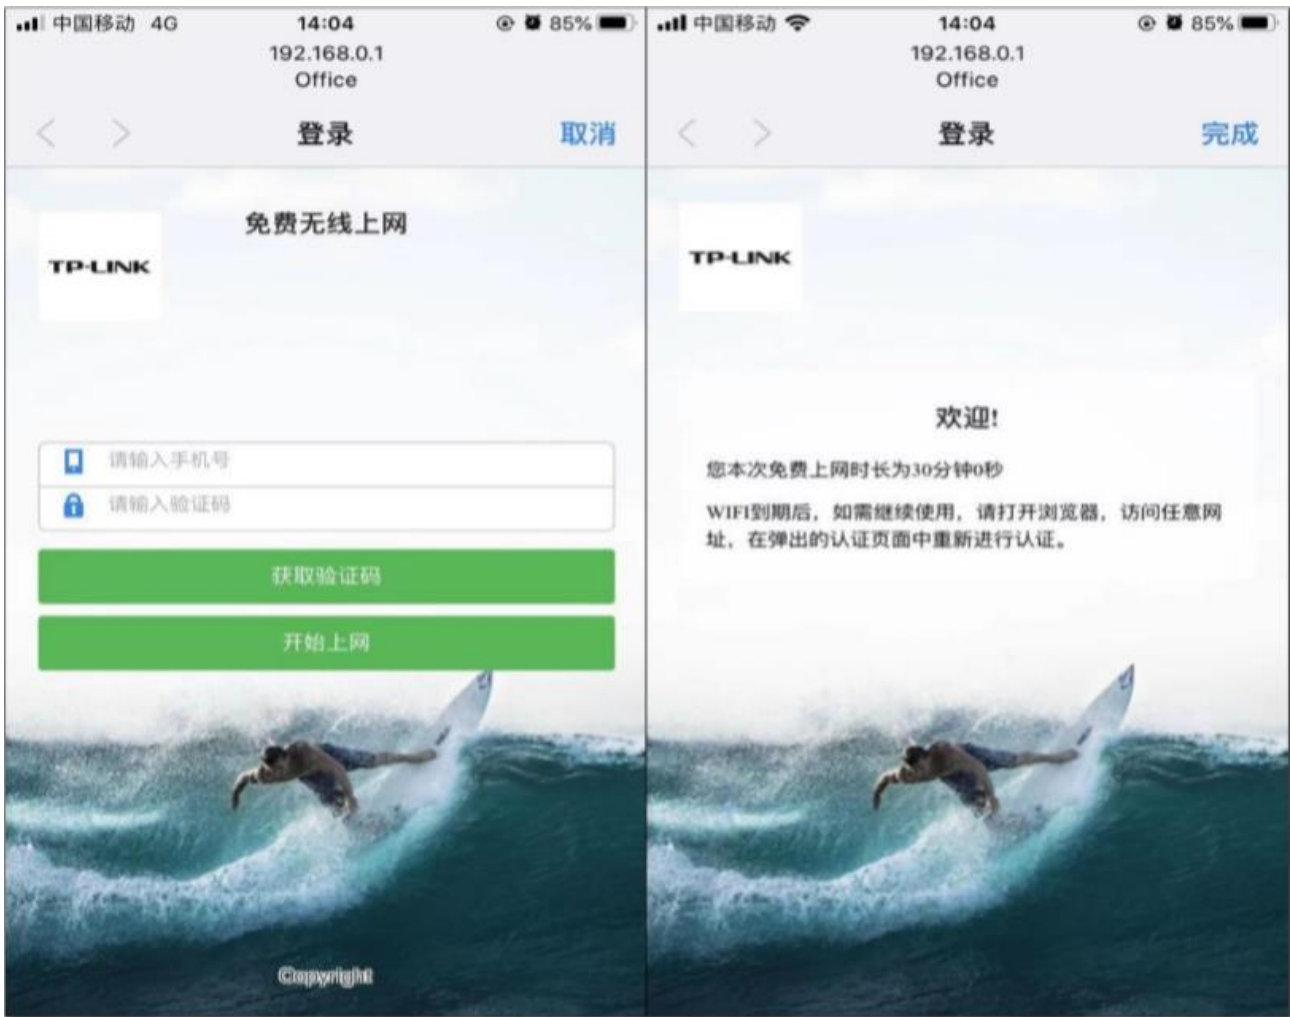 中国移动 4G 14:04 85%
192.168.0.1
Office
登录 取消
免费无线上网
TP-LINK
请输入手机号
请输入验证码
获取验证码
开始上网
Copyright
中国移动 14:04 85%
192.168.0.1
Office
登录 完成
TP-LINK
欢迎!
您本次免费上网时长为30分钟0秒
WIFI到期后，如需继续使用，请打开浏览器，访问任意网
址，在弹出的认证页面中重新进行认证。